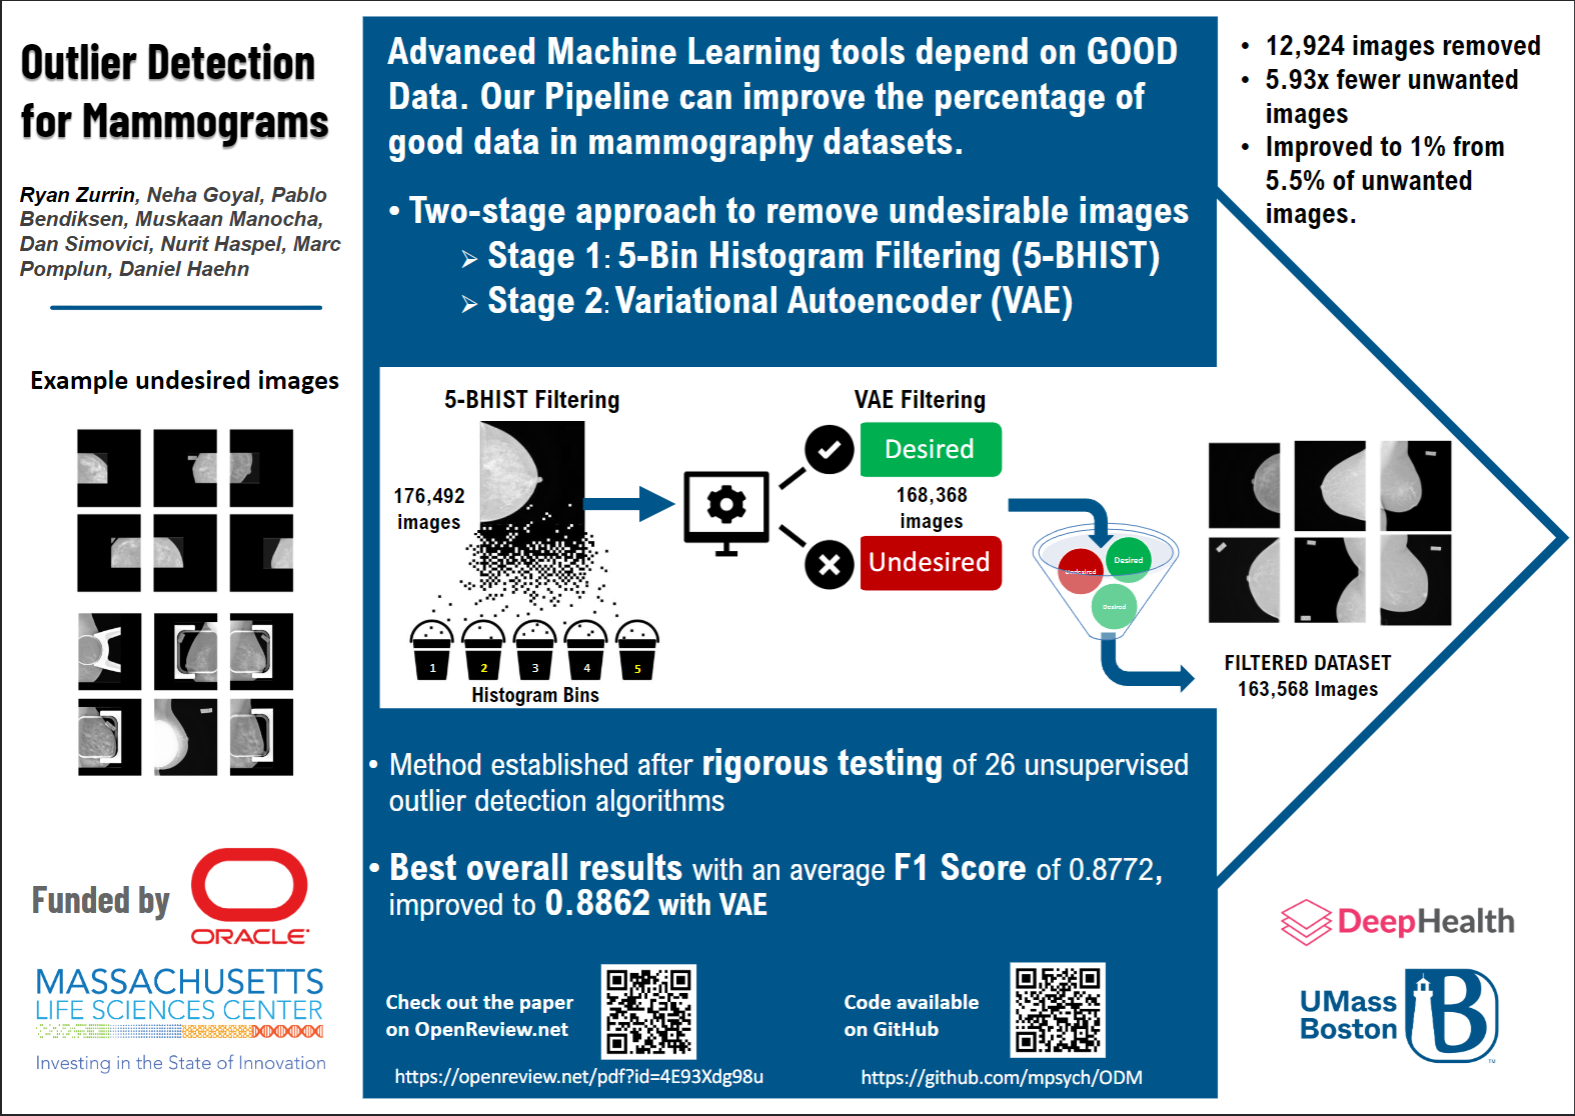 Outlier Detection
for Mammograms
Ryan Zurrin, Neha Goyal, Pablo
Bendiksen, Muskaan Manocha,
Dan Simovici, Nurit Haspel, Marc
Pomplun, Daniel Haehn
Example undesired images
Funded by
ORACLE
MASSACHUSETTS
LIFE SCIENCES CENTER
Investing in the State of Innovation
Advanced Machine Learning tools depend on GOOD
Data. Our Pipeline can improve the percentage of
good data in mammography datasets.
• Two-stage approach to remove undesirable images
➢ Stage 1: 5-Bin Histogram Filtering (5-BHIST)
➢ Stage 2: Variational Autoencoder (VAE)
5-BHIST Filtering
176,492
images
1 2 3 4 5
Histogram Bins
VAE Filtering
Desired
168,368
images
Undesired
Undesired
Desired
Desired
FILTERED DATASET
163,568 Images
• Method established after rigorous testing of 26 unsupervised
outlier detection algorithms
• Best overall results with an average F1 Score of 0.8772,
improved to 0.8862 with VAE
Check out the paper
on OpenReview.net
https://openreview.net/pdf?id=4E93Xdg98u
Code available
on GitHub
https://github.com/mpsych/ODM
• 12,924 images removed
• 5.93x fewer unwanted
images
• Improved to 1% from
5.5% of unwanted
images.
DeepHealth
UMass
Boston
B
TM